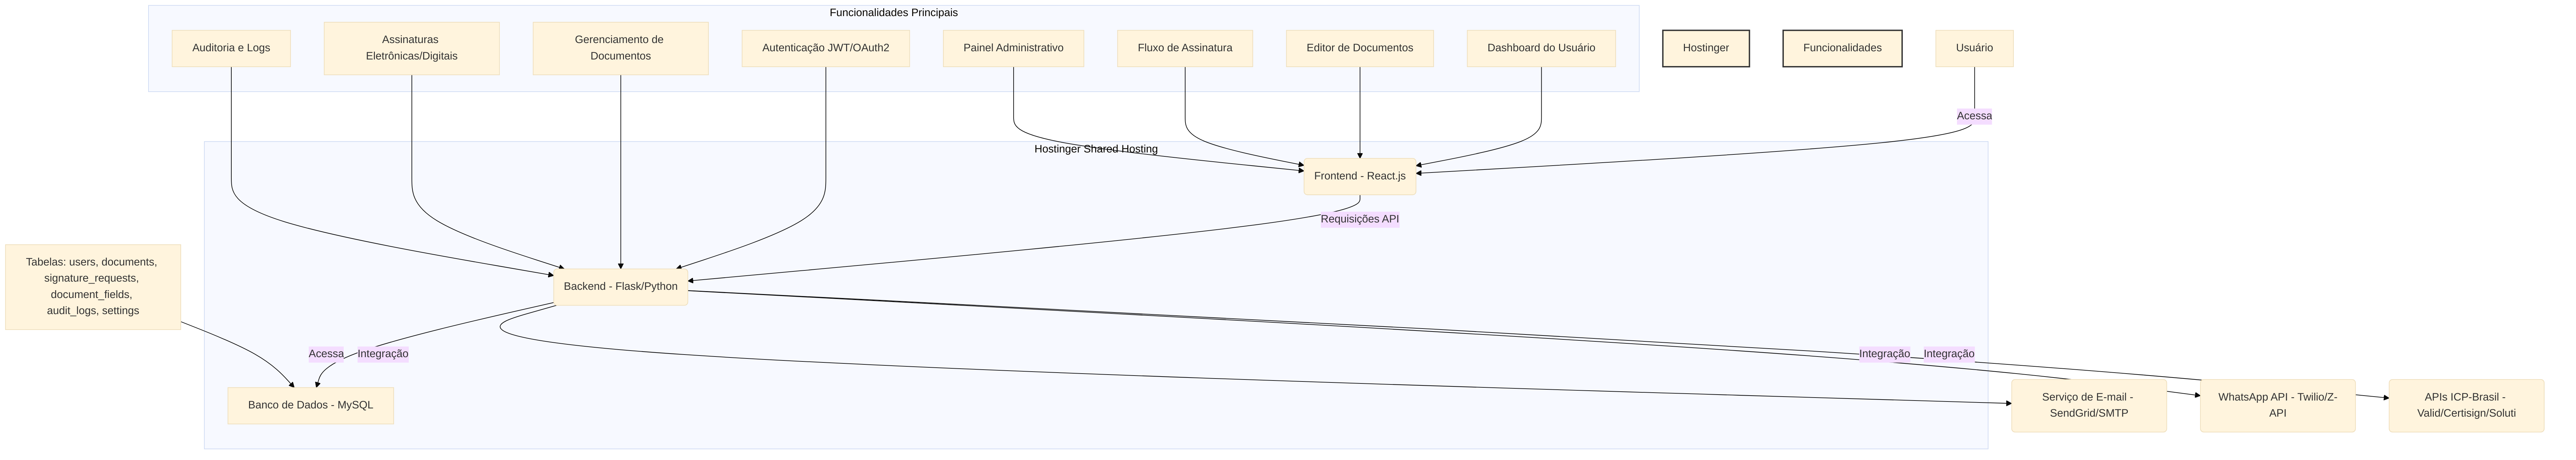 Funcionalidades Principais
Auditoria e Logs
Assinaturas
Eletrônicas/Digitais
Gerenciamento de
Documentos
Autenticação JWT/OAuth2
Painel Administrativo
Fluxo de Assinatura
Editor de Documentos
Dashboard do Usuário
Hostinger
Funcionalidades
Usuário
Acessa
Hostinger Shared Hosting
Frontend - React.js
Requisições API
Tabelas: users, documents,
signature_requests,
document_fields,
audit_logs, settings
Backend - Flask/Python
Acessa
Integração
Integração
Integração
Banco de Dados - MySQL
Serviço de E-mail -
SendGrid/SMTP
WhatsApp API - Twilio/Z-
API
APIs ICP-Brasil -
Valid/Certisign/Soluti